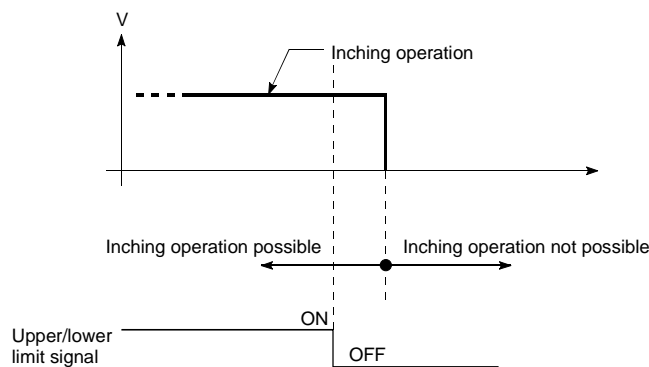 V
Inching operation
Inching operation possible
Inching operation not possible
ON
Upper/lower
limit signal
OFF